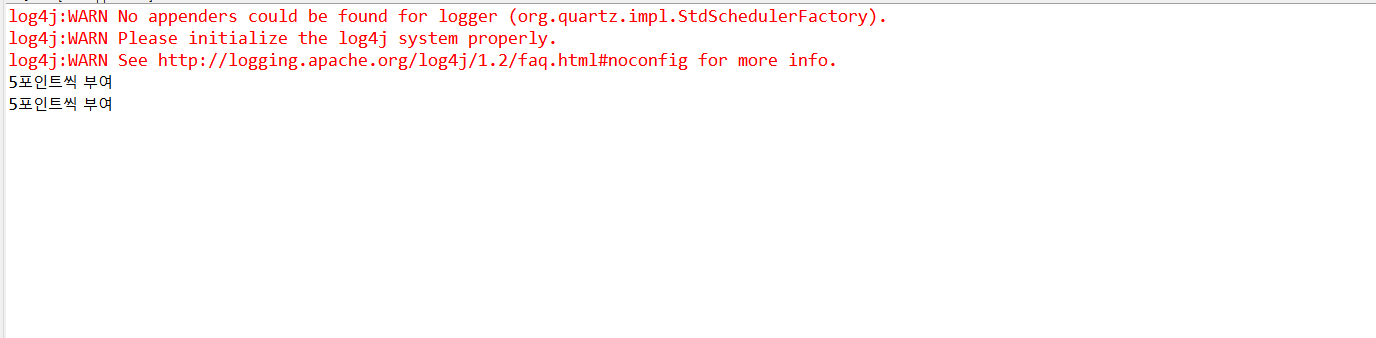 log4j:WARN No appenders could be found for logger (org.quartz.impl.StdSchedulerFactory).
log4j:WARN Please initialize the log4j system properly.
log4j:WARN See http://logging.apache.org/log4j/1.2/faq.html#noconfig for more info.
5포인트씩 부여
5포인트씩 부여